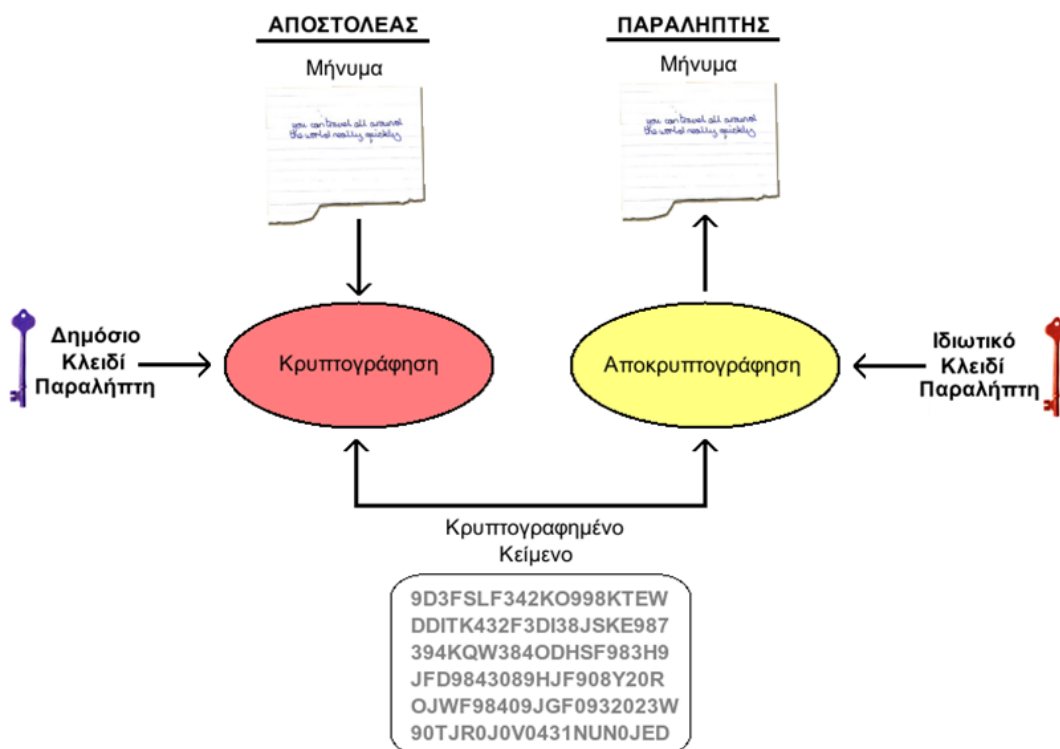 ΑΠΟΣΤΟΛΕΑΣ
Μήνυμα
you can travel all around
the world really quickly
ΠΑΡΑΛΗΠΤΗΣ
Μήνυμα
you can travel all around
the world really quickly
Δημόσιο
Κλειδί
Παραλήπτη
Κρυπτογράφηση
Αποκρυπτογράφηση
Ιδιωτικό
Κλειδί
Παραλήπτη
Κρυπτογραφημένο
Κείμενο
9D3FSLF342KO998KTEW
DDITK432F3DI38JSKE987
394KQW384ODHSF983H9
JFD9843089HJF908Y20R
OJWF98409JGF0932023W
90TJR0J0V0431NUN0JED